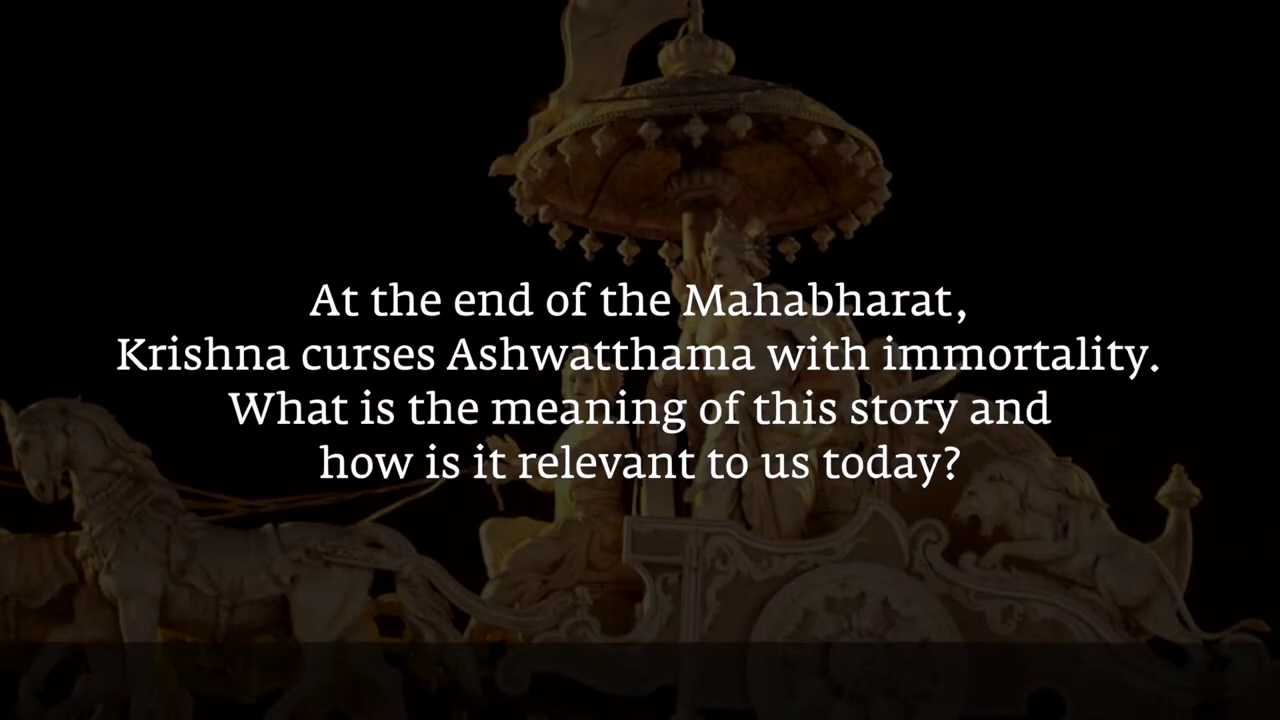 At the end of the Mahabharat,
Krishna curses Ashwatthama with immortality.
What is the meaning of this story and
how is it relevant to us today?